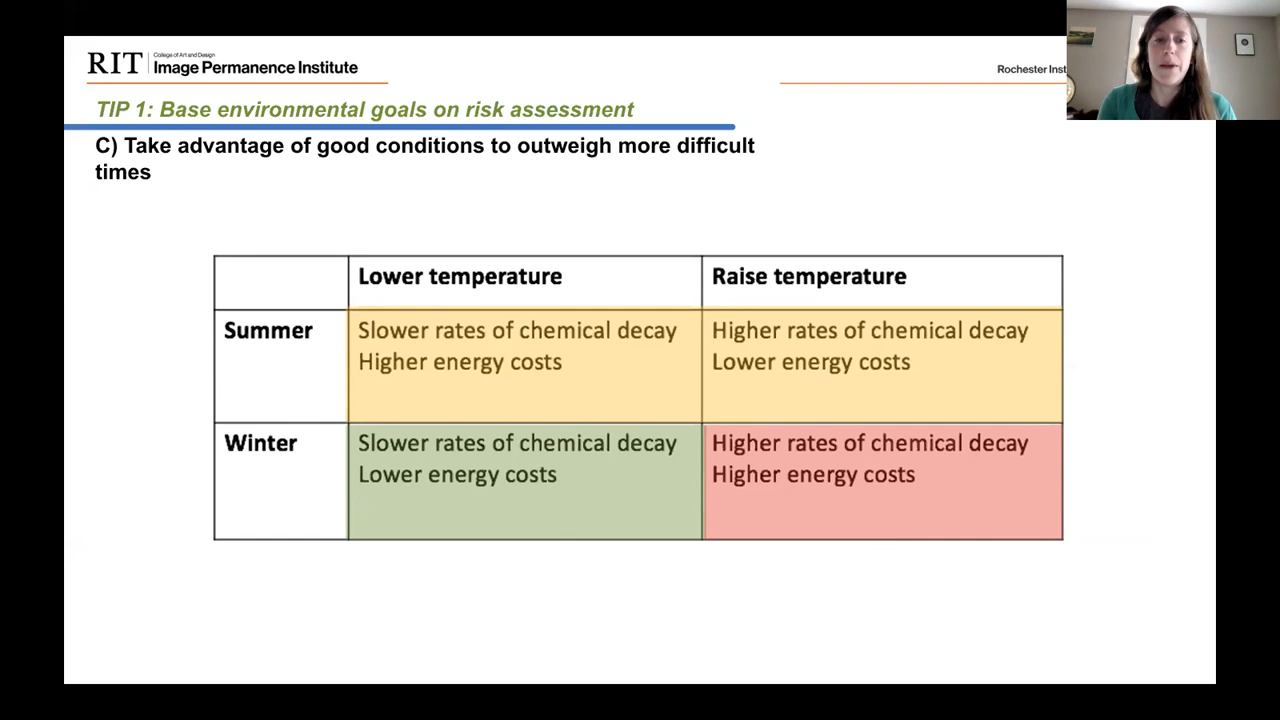 RIT College of Art and Design
Image Permanence Institute
Rochester Inst
TIP 1: Base environmental goals on risk assessment
C) Take advantage of good conditions to outweigh more difficult
times
Lower temperature Raise temperature
Summer Slower rates of chemical decay Higher rates of chemical decay
Higher energy costs Lower energy costs
Winter Slower rates of chemical decay Higher rates of chemical decay
Lower energy costs Higher energy costs